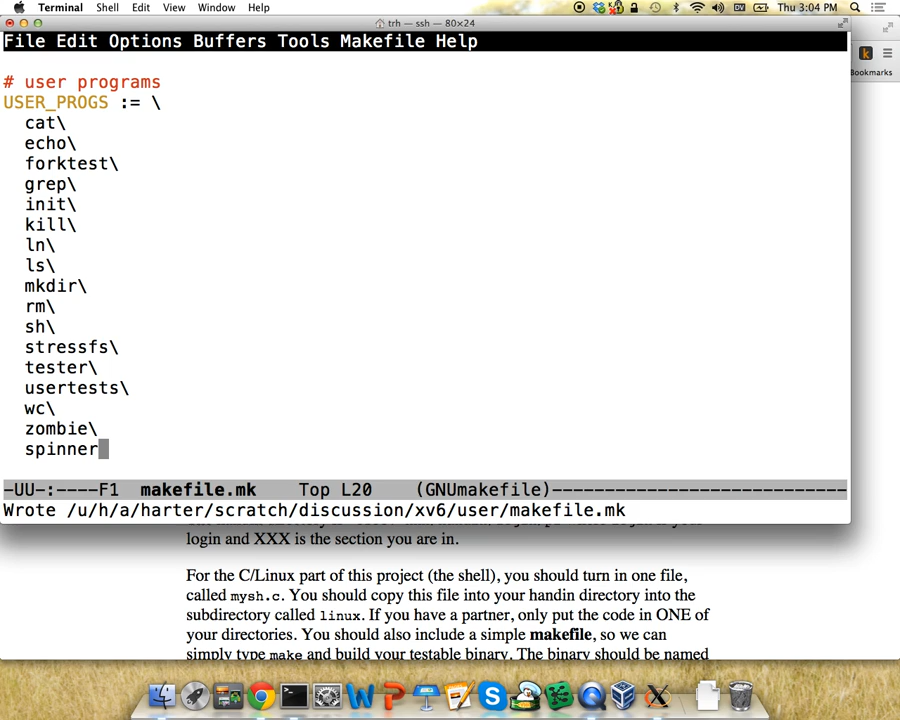 Terminal Shell Edit View Window Help Thu 3:04 PM
trh — ssh — 80×24
File Edit Options Buffers Tools Makefile Help
k
Bookmarks
# user programs
USER_PROGS := \
cat\
echo\
forktest\
grep\
init\
kill\
ln\
ls\
mkdir\
rm\
sh\
stressfs\
tester\
usertests\
wc\
zombie\
spinner
-UU-:----F1 makefile.mk Top L20 (GNUmakefile)------------------------------
Wrote /u/h/a/harter/scratch/discussion/xv6/user/makefile.mk
login and XXX is the section you are in.
For the C/Linux part of this project (the shell), you should turn in one file,
called mysh.c. You should copy this file into your handin directory into the
subdirectory called linux. If you have a partner, only put the code in ONE of
your directories. You should also include a simple makefile, so we can
simply type make and build your testable binary. The binary should be named